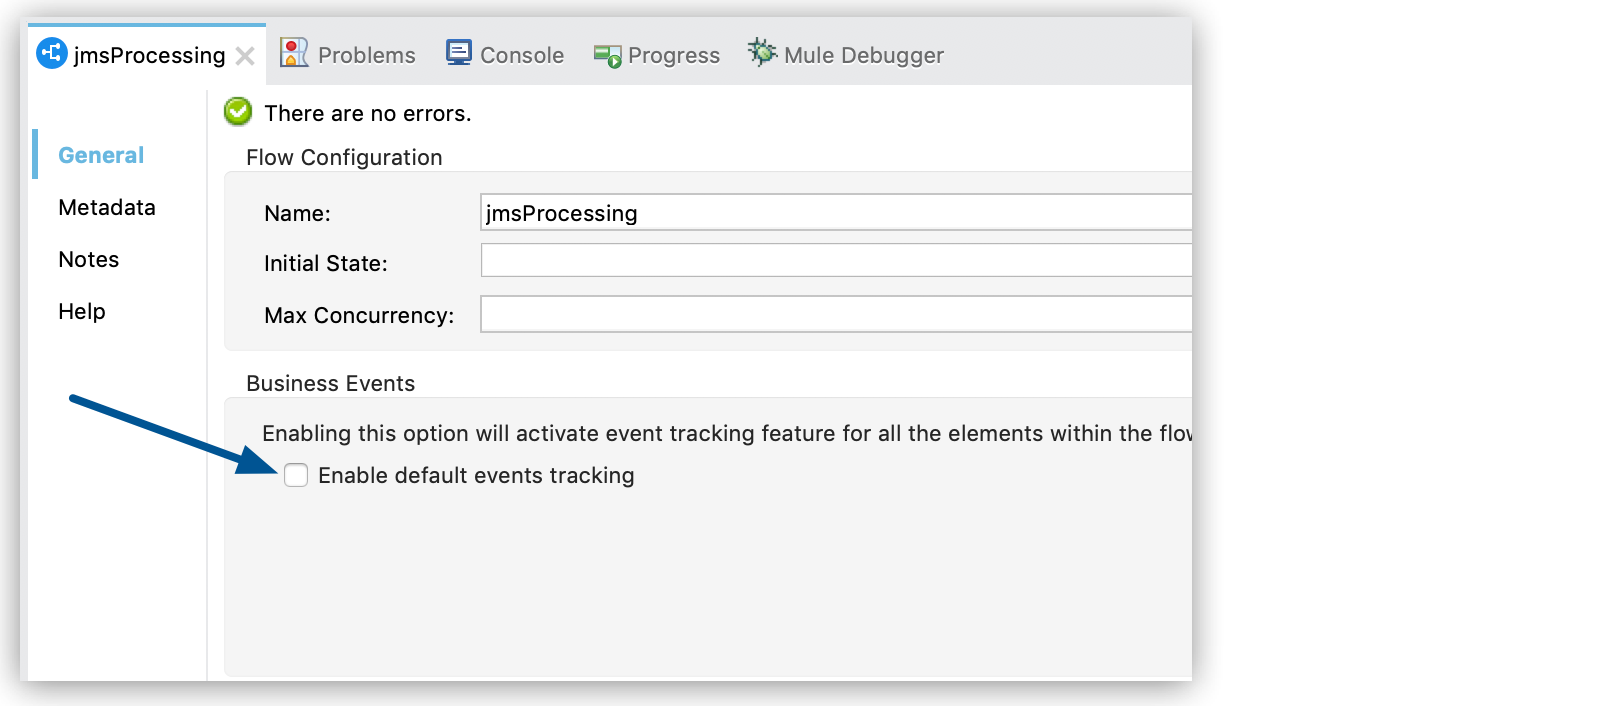 jmsProcessing Problems Console Progress Mule Debugger
There are no errors.
General
Metadata
Notes
Help
Flow Configuration
Name: jmsProcessing
Initial State:
Max Concurrency:
Business Events
Enabling this option will activate event tracking feature for all the elements within the flow
Enable default events tracking